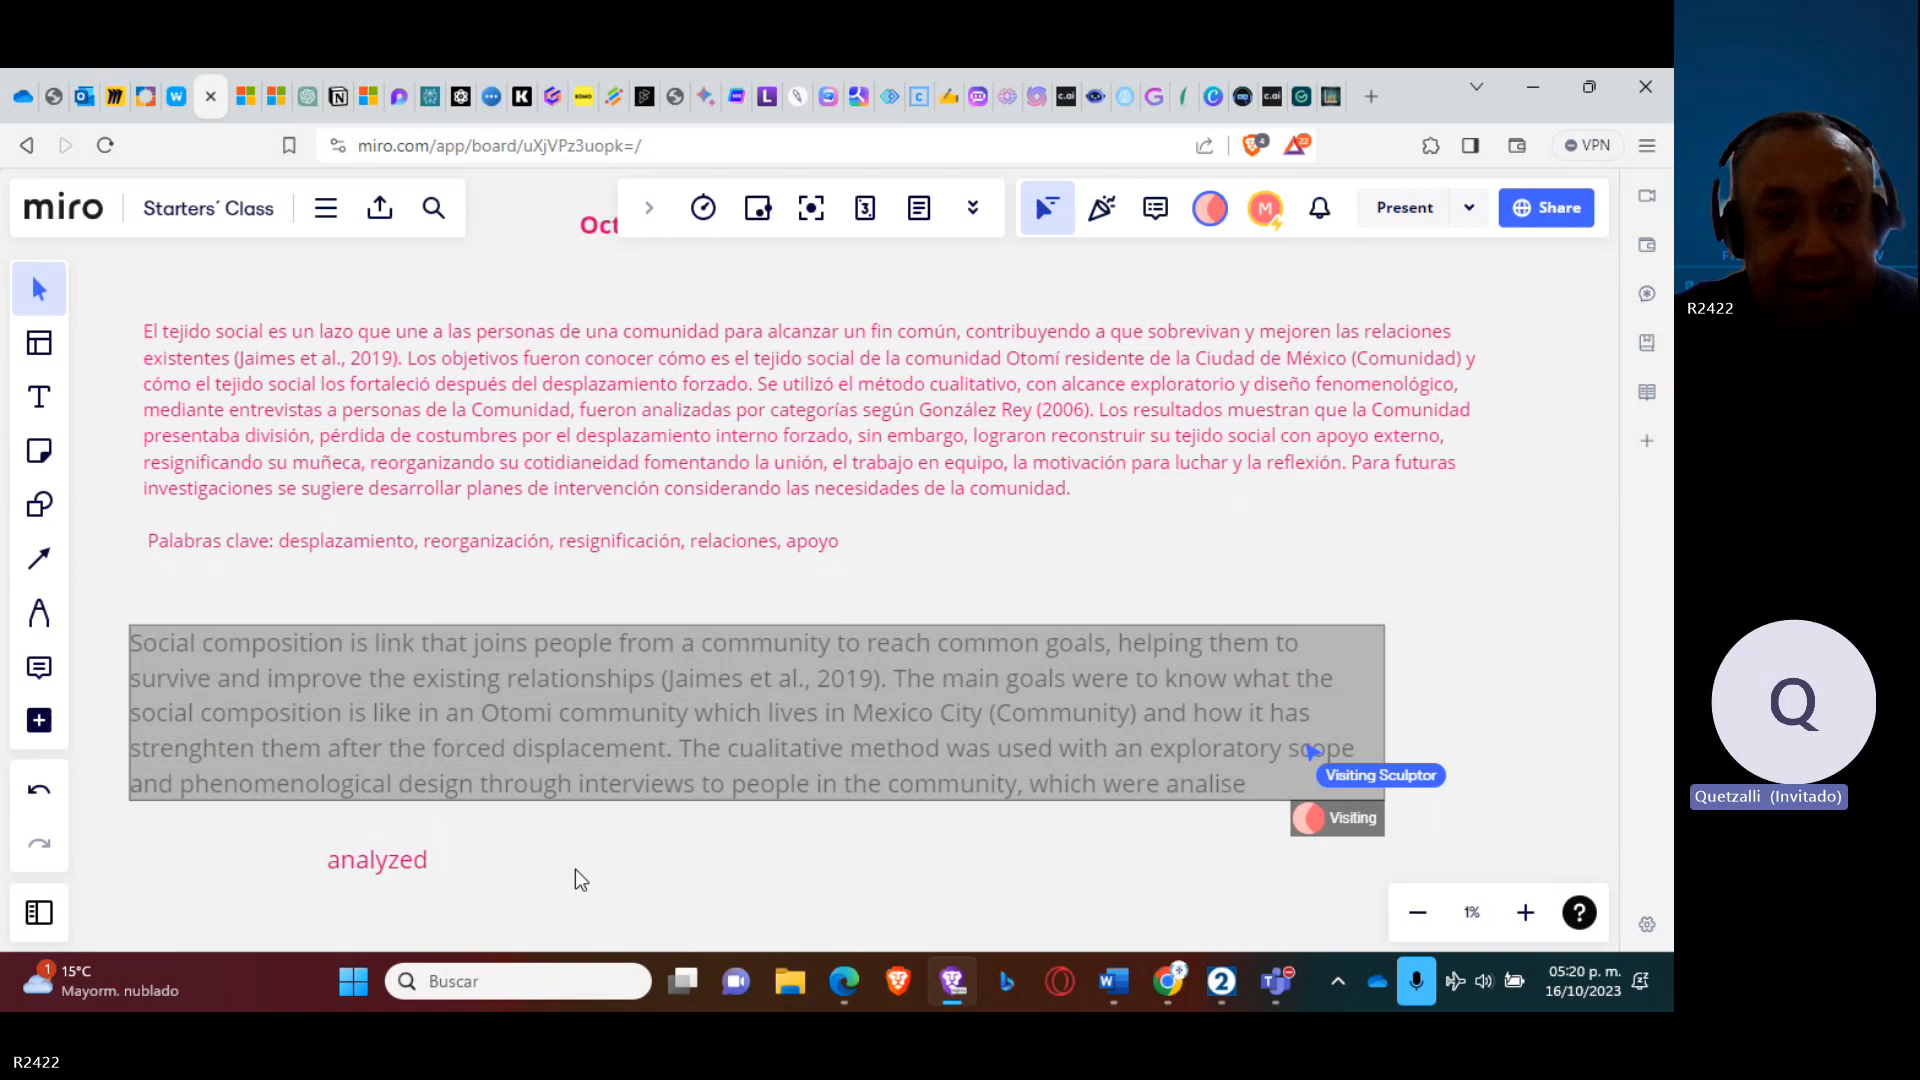 miro.com/app/board/uXjVPz3uopk=/
VPN
miro
Starters´ Class
Oct
Present
Share
El tejido social es un lazo que une a las personas de una comunidad para alcanzar un fin común, contribuyendo a que sobrevivan y mejoren las relaciones
existentes (Jaimes et al., 2019). Los objetivos fueron conocer cómo es el tejido social de la comunidad Otomí residente de la Ciudad de México (Comunidad) y
cómo el tejido social los fortaleció después del desplazamiento forzado. Se utilizó el método cualitativo, con alcance exploratorio y diseño fenomenológico,
mediante entrevistas a personas de la Comunidad, fueron analizadas por categorías según González Rey (2006). Los resultados muestran que la Comunidad
presentaba división, pérdida de costumbres por el desplazamiento interno forzado, sin embargo, lograron reconstruir su tejido social con apoyo externo,
resignificando su muñeca, reorganizando su cotidianeidad fomentando la unión, el trabajo en equipo, la motivación para luchar y la reflexión. Para futuras
investigaciones se sugiere desarrollar planes de intervención considerando las necesidades de la comunidad.
Palabras clave: desplazamiento, reorganización, resignificación, relaciones, apoyo
Social composition is link that joins people from a community to reach common goals, helping them to
survive and improve the existing relationships (Jaimes et al., 2019). The main goals were to know what the
social composition is like in an Otomi community which lives in Mexico City (Community) and how it has
strenghten them after the forced displacement. The cualitative method was used with an exploratory scope
and phenomenological design through interviews to people in the community, which were analise
Visiting Sculptor
Visiting
analyzed
1%
15°C
Mayorm. nublado
Buscar
05:20 p. m.
16/10/2023
R2422
Q
Quetzalli (Invitado)
R2422